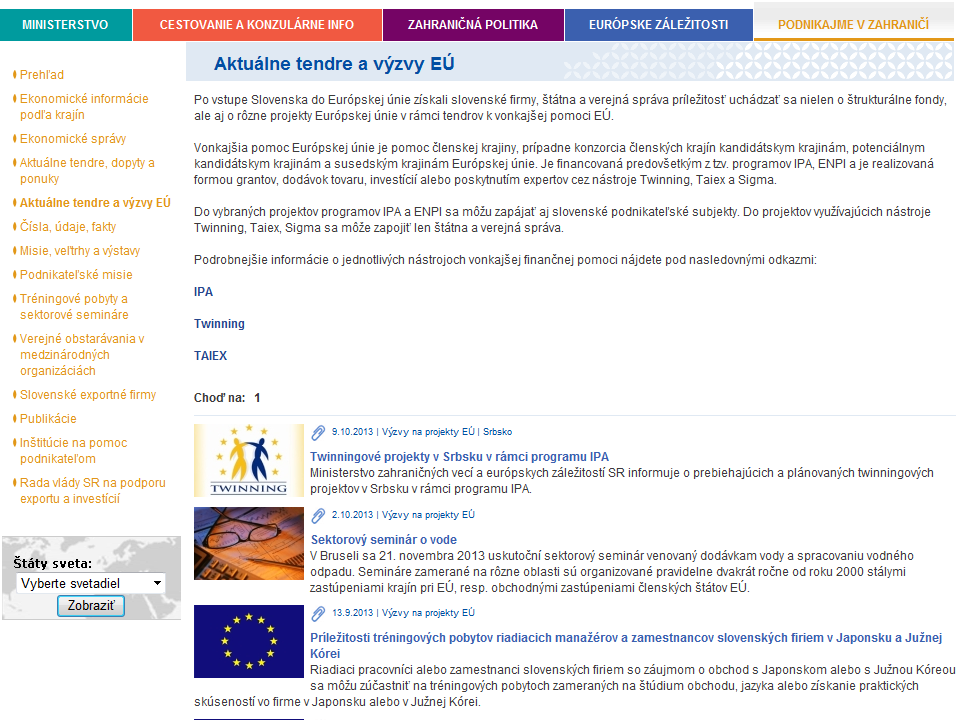 MINISTERSTVO
CESTOVANIE A KONZULÁRNE INFO
ZAHRANIČNÁ POLITIKA
EURÓPSKE ZÁLEŽITOSTI
PODNIKAJME V ZAHRANIČÍ
Prehľad
Ekonomické informácie
podľa krajín
Ekonomické správy
Aktuálne tendre, dopyty a
ponuky
Aktuálne tendre a výzvy EÚ
Čísla, údaje, fakty
Misie, veľtrhy a výstavy
Podnikateľské misie
Tréningové pobyty a
sektorové semináre
Verejné obstarávania v
medzinárodných
organizáciách
Slovenské exportné firmy
Publikácie
Inštitúcie na pomoc
podnikateľom
Rada vlády SR na podporu
exportu a investícií
Štáty sveta:
Vyberte svetadiel
Zobraziť
Aktuálne tendre a výzvy EÚ
Po vstupe Slovenska do Európskej únie získali slovenské firmy, štátna a verejná správa príležitosť uchádzať sa nielen o štrukturálne fondy,
ale aj o rôzne projekty Európskej únie v rámci tendrov k vonkajšej pomoci EÚ.
Vonkajšia pomoc Európskej únie je pomoc členskej krajiny, prípadne konzorcia členských krajín kandidátskym krajinám, potenciálnym
kandidátskym krajinám a susedským krajinám Európskej únie. Je financovaná predovšetkým z tzv. programov IPA, ENPI a je realizovaná
formou grantov, dodávok tovaru, investícií alebo poskytnutím expertov cez nástroje Twinning, Taiex a Sigma.
Do vybraných projektov programov IPA a ENPI sa môžu zapájať aj slovenské podnikateľské subjekty. Do projektov využívajúcich nástroje
Twinning, Taiex, Sigma sa môže zapojiť len štátna a verejná správa.
Podrobnejšie informácie o jednotlivých nástrojoch vonkajšej finančnej pomoci nájdete pod nasledovnými odkazmi:
IPA
Twinning
TAIEX
Choď na: 1
TWINNING
9.10.2013 | Výzvy na projekty EÚ | Srbsko
Twinningové projekty v Srbsku v rámci programu IPA
Ministerstvo zahraničných vecí a európskych záležitostí SR informuje o prebiehajúcich a plánovaných twinningových
projektov v Srbsku v rámci programu IPA.
2.10.2013 | Výzvy na projekty EÚ
Sektorový seminár o vode
V Bruseli sa 21. novembra 2013 uskutoční sektorový seminár venovaný dodávkam vody a spracovaniu vodného
odpadu. Semináre zamerané na rôzne oblasti sú organizované pravidelne dvakrát ročne od roku 2000 stálymi
zastúpeniami krajín pri EÚ, resp. obchodnými zastúpeniami členských štátov EÚ.
13.9.2013 | Výzvy na projekty EÚ
Príležitosti tréningových pobytov riadiacich manažérov a zamestnancov slovenských firiem v Japonsku a Južnej
Kórei
Riadiaci pracovníci alebo zamestnanci slovenských firiem so záujmom o obchod s Japonskom alebo s Južnou Kóreou
sa môžu zúčastniť na tréningových pobytoch zameraných na štúdium obchodu, jazyka alebo získanie praktických
skúseností vo firme v Japonsku alebo v Južnej Kórei.